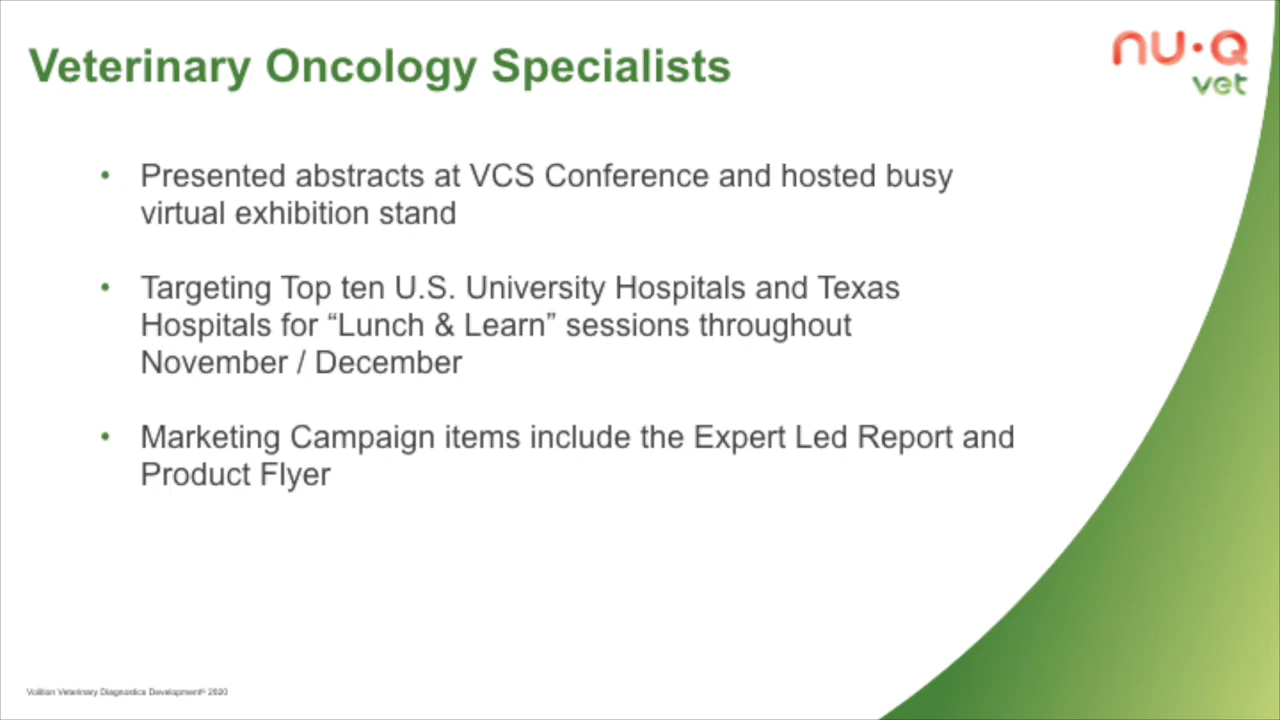 Veterinary Oncology Specialists
nu·Q
vet
• Presented abstracts at VCS Conference and hosted busy
virtual exhibition stand
• Targeting Top ten U.S. University Hospitals and Texas
Hospitals for “Lunch & Learn” sessions throughout
November / December
• Marketing Campaign items include the Expert Led Report and
Product Flyer
Volition Veterinary Diagnostics Development© 2020